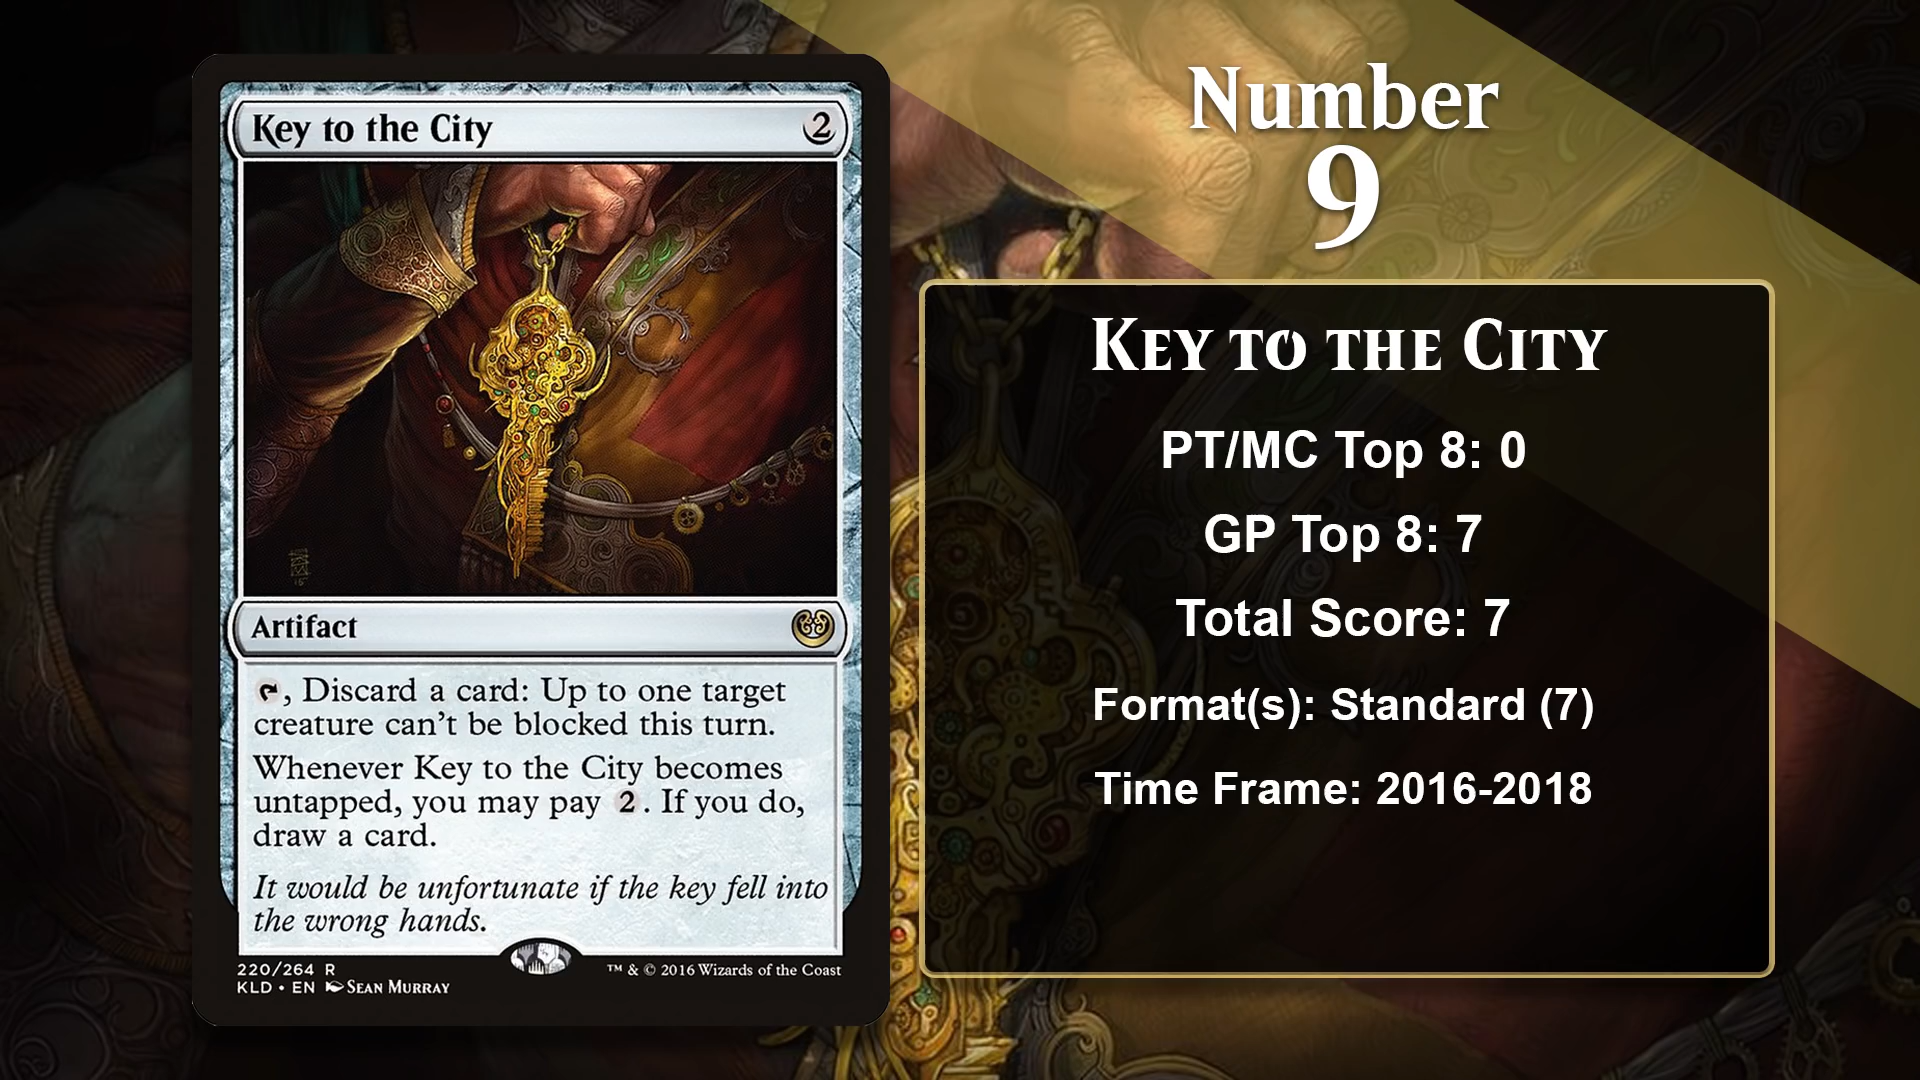 Key to the City 2
Artifact
, Discard a card: Up to one target
creature can't be blocked this turn.
Whenever Key to the City becomes
untapped, you may pay 2. If you do,
draw a card.
It would be unfortunate if the key fell into
the wrong hands.
220/264 R
KLD • EN SEAN MURRAY
™ & © 2016 Wizards of the Coast
Number
9
KEY TO THE CITY
PT/MC Top 8: 0
GP Top 8: 7
Total Score: 7
Format(s): Standard (7)
Time Frame: 2016-2018